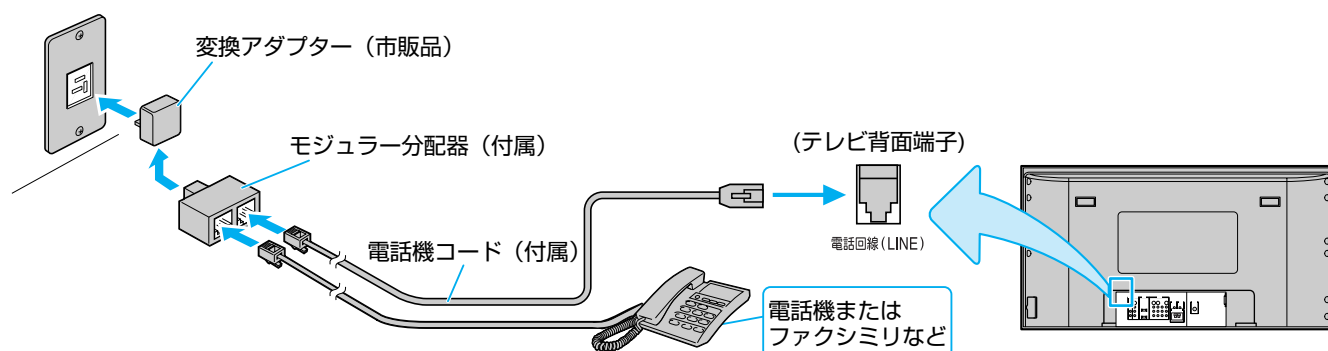 変換アダプター（市販品）
モジュラー分配器（付属）
(テレビ背面端子)
電話回線(LINE)
電話機コード（付属）
電話機または
ファクシミリなど